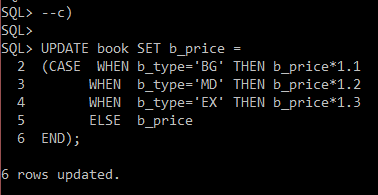 SQL> --c)
SQL>
SQL> UPDATE book SET b_price =
2 (CASE WHEN b_type='BG' THEN b_price*1.1
3 WHEN b_type='MD' THEN b_price*1.2
4 WHEN b_type='EX' THEN b_price*1.3
5 ELSE b_price
6 END);
6 rows updated.